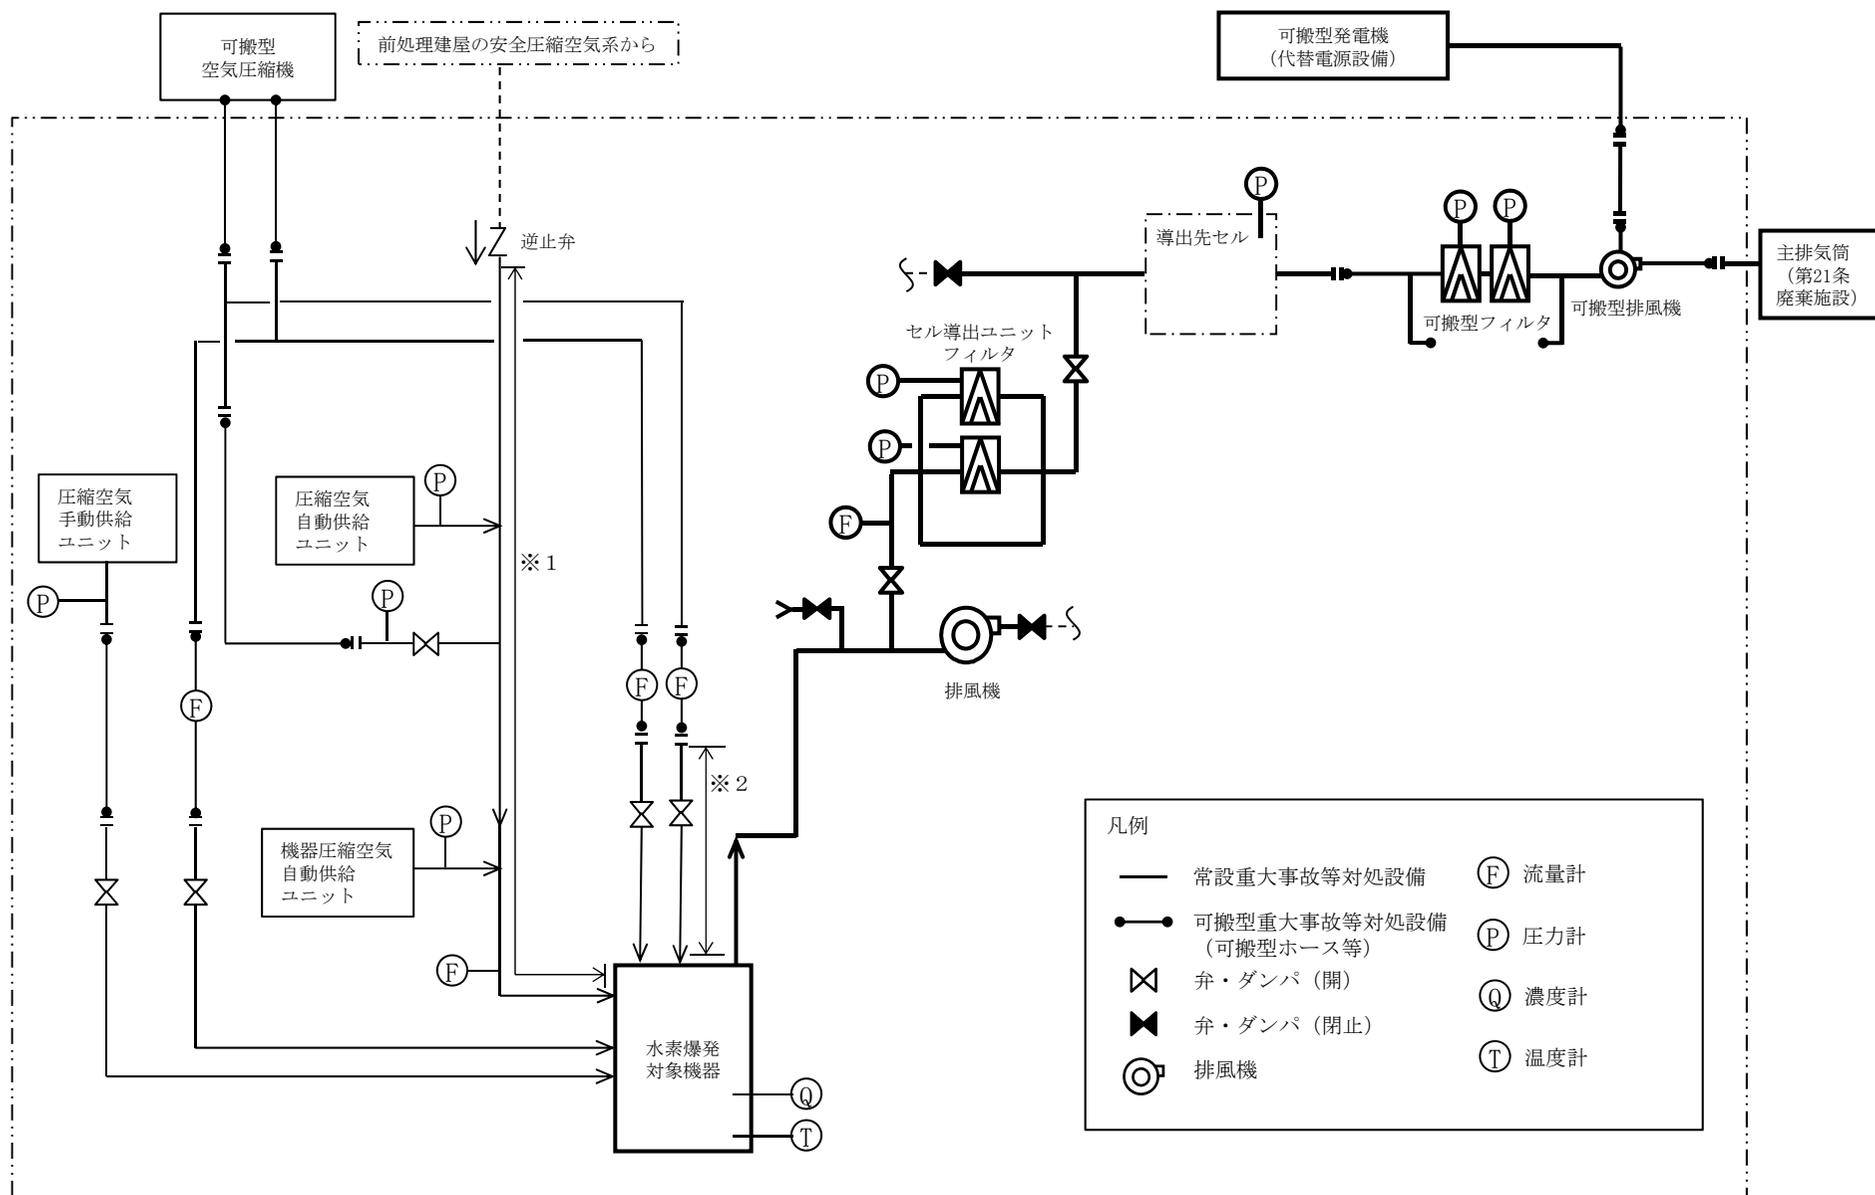 可搬型
空気圧縮機
前処理建屋の安全圧縮空気系から
可搬型発電機
（代替電源設備）
逆止弁
P
導出先セル
P
P
主排気筒
（第21条
廃棄施設）
可搬型排風機
可搬型フィルタ
セル導出ユニット
フィルタ
P
P
F
圧縮空気
手動供給
ユニット
P
圧縮空気
自動供給
ユニット
P
※１
P
F
F
F
排風機
※２
機器圧縮空気
自動供給
ユニット
P
F
水素爆発
対象機器
Q
T
凡例
常設重大事故等対処設備
可搬型重大事故等対処設備
（可搬型ホース等）
弁・ダンパ（開）
弁・ダンパ（閉止）
排風機
F 流量計
P 圧力計
Q 濃度計
T 温度計